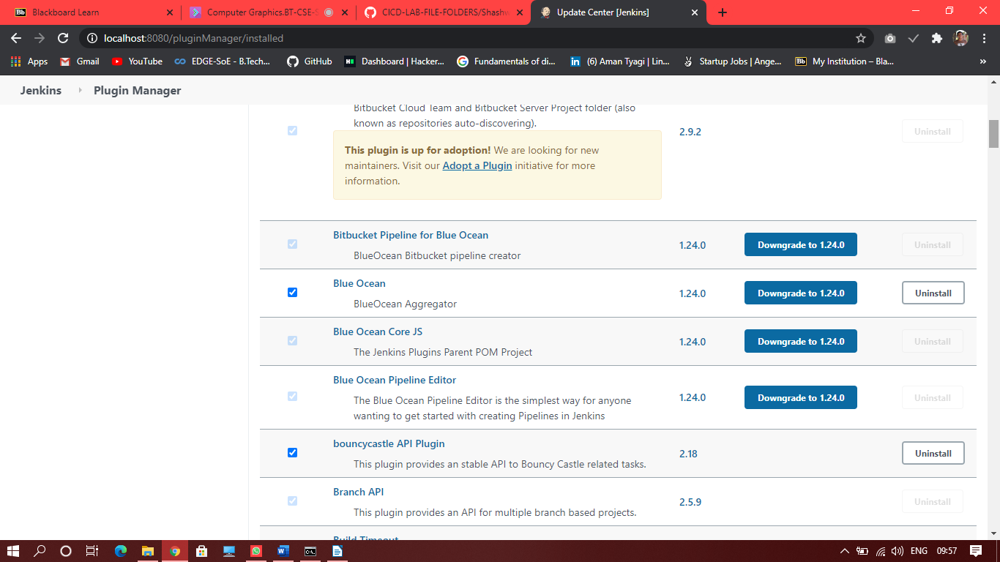 Blackboard Learn
Computer Graphics.BT-CSE-S
CICD-LAB-FILE-FOLDERS/Shashw
Update Center [Jenkins]
localhost:8080/pluginManager/installed
Apps
Gmail
YouTube
EDGE-SoE - B.Tech...
GitHub
Dashboard | Hacker...
Fundamentals of di...
(6) Aman Tyagi | Lin...
Startup Jobs | Ange...
My Institution – Bla...
Jenkins
Plugin Manager
Bitbucket Cloud Team and Bitbucket Server Project folder (also
known as repositories auto-discovering).
2.9.2
Uninstall
This plugin is up for adoption! We are looking for new
maintainers. Visit our Adopt a Plugin initiative for more
information.
Bitbucket Pipeline for Blue Ocean
BlueOcean Bitbucket pipeline creator
1.24.0
Downgrade to 1.24.0
Uninstall
Blue Ocean
BlueOcean Aggregator
1.24.0
Downgrade to 1.24.0
Uninstall
Blue Ocean Core JS
The Jenkins Plugins Parent POM Project
1.24.0
Downgrade to 1.24.0
Uninstall
Blue Ocean Pipeline Editor
The Blue Ocean Pipeline Editor is the simplest way for anyone
wanting to get started with creating Pipelines in Jenkins
1.24.0
Downgrade to 1.24.0
Uninstall
bouncycastle API Plugin
This plugin provides an stable API to Bouncy Castle related tasks.
2.18
Uninstall
Branch API
This plugin provides an API for multiple branch based projects.
2.5.9
Uninstall
Build Timeout
ENG
09:57